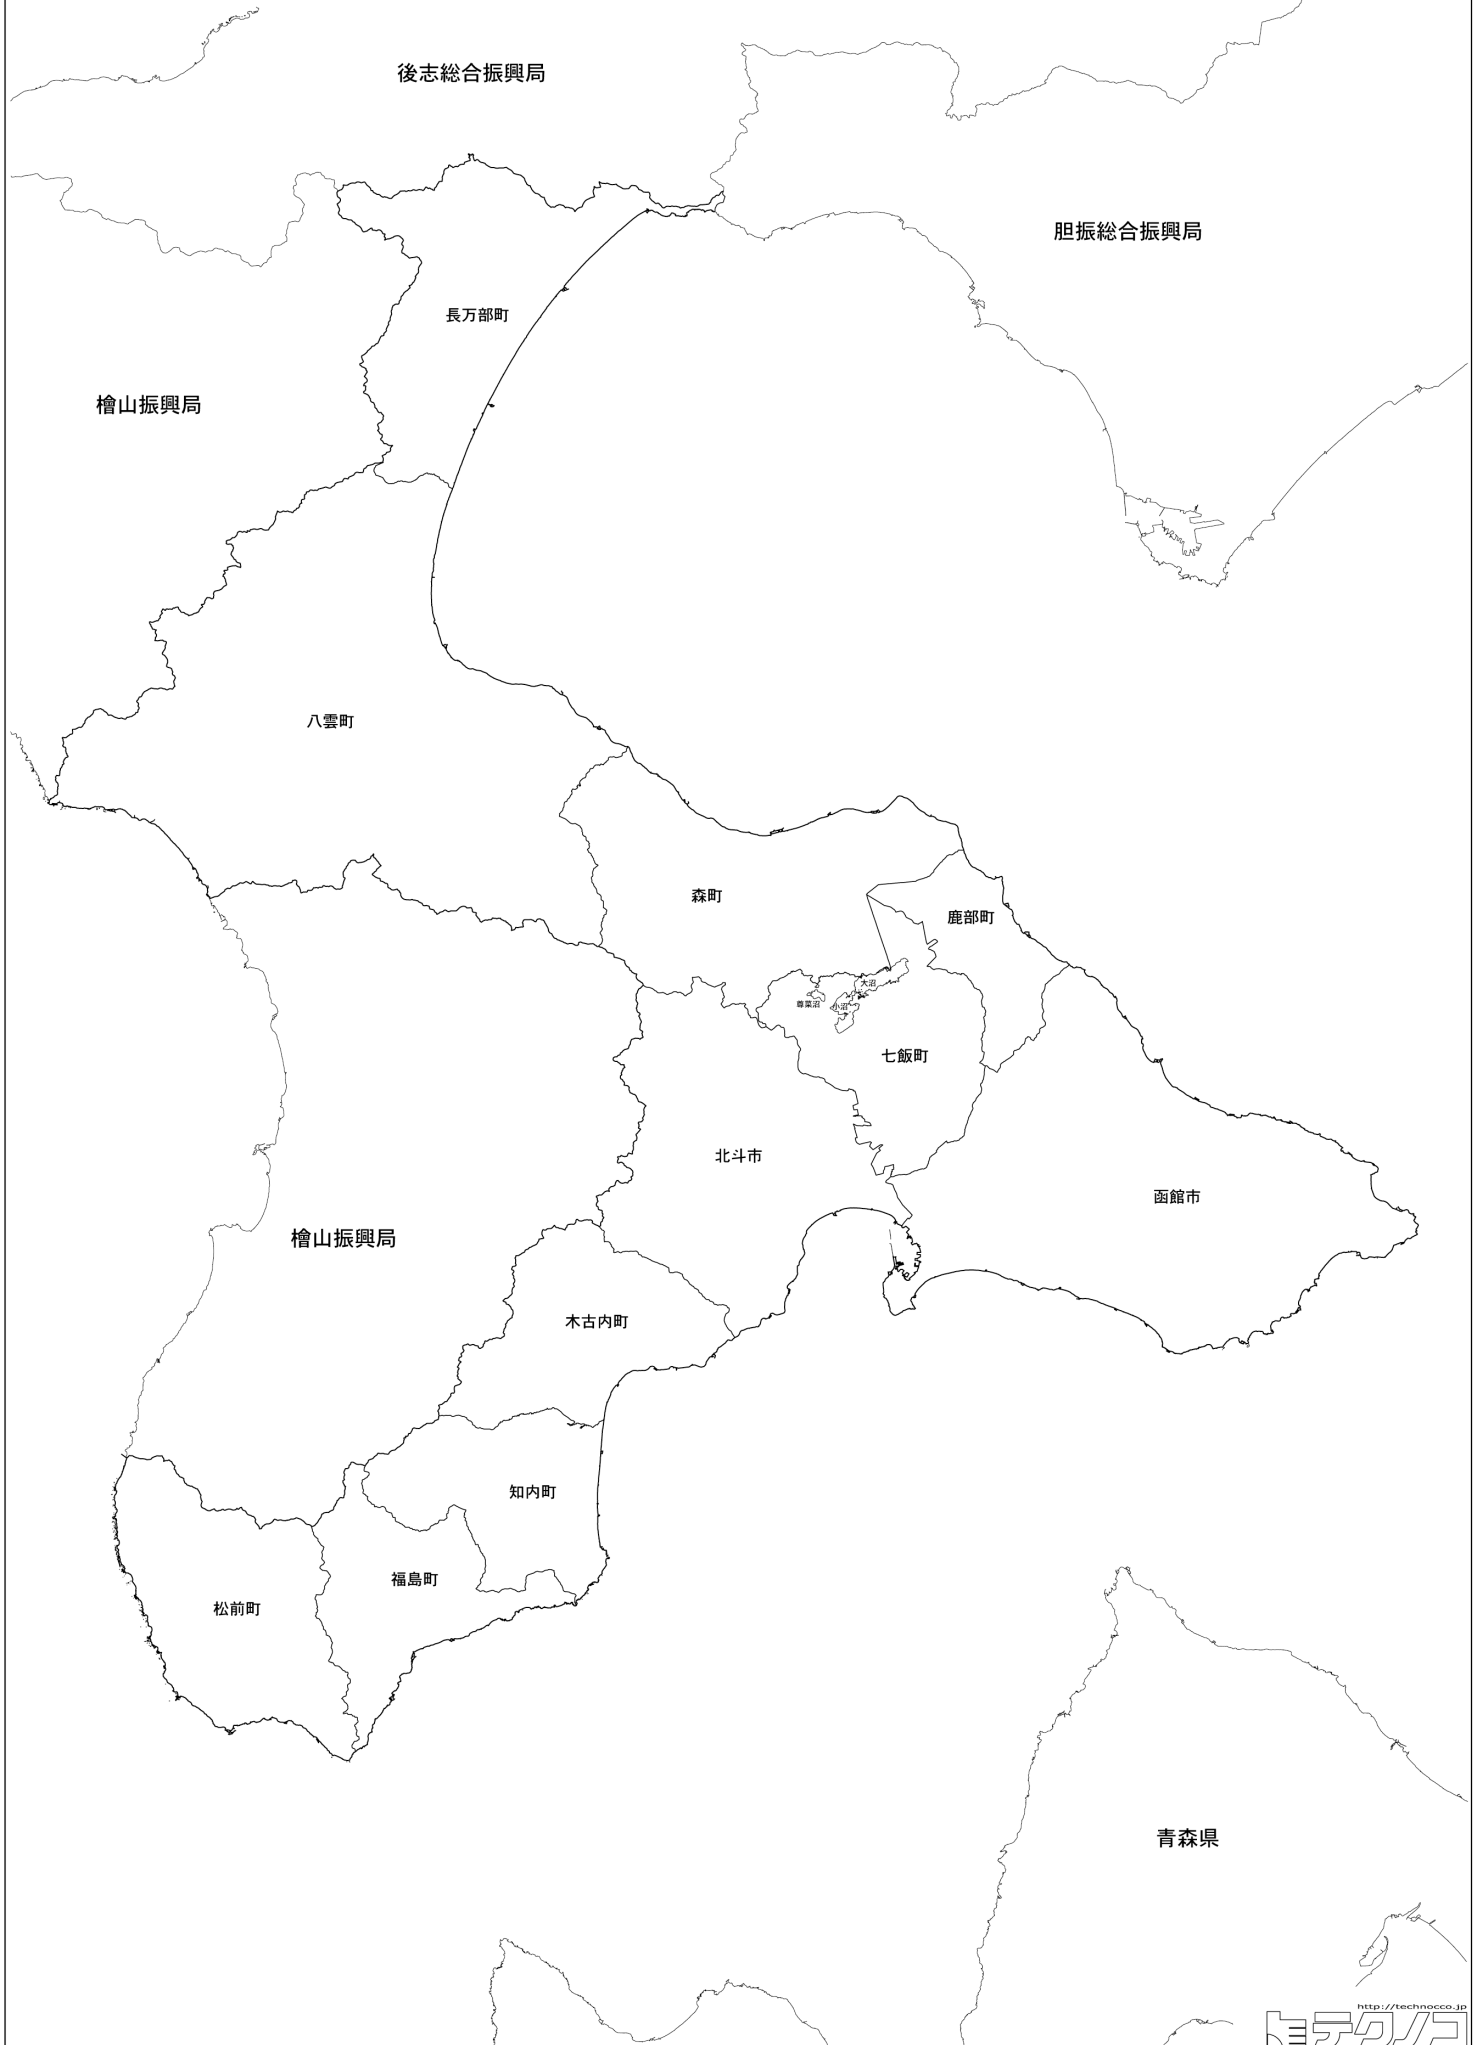 後志総合振興局
胆振総合振興局
長万部町
檜山振興局
八雲町
森町
鹿部町
大沼
蓴菜沼
小沼
七飯町
北斗市
函館市
檜山振興局
木古内町
知内町
福島町
松前町
青森県
http://technocco.jp
テクノコ